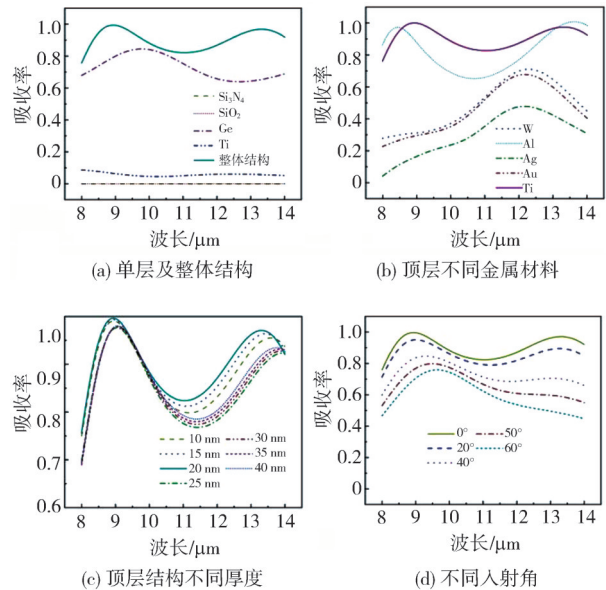 1.0
0.8
0.6
0.4
0.2
0
吸收率
Si₃N₄
SiO₂
Ge
Ti
整体结构
8 9 10 11 12 13 14
波长/μm
(a) 单层及整体结构
1.0
0.8
0.6
0.4
0.2
0
吸收率
W
Al
Ag
Au
Ti
8 9 10 11 12 13 14
波长/μm
(b) 顶层不同金属材料
1.0
0.9
0.8
0.7
0.6
吸收率
10 nm 30 nm
15 nm 35 nm
20 nm 40 nm
25 nm
8 9 10 11 12 13 14
波长/μm
(c) 顶层结构不同厚度
1.0
0.8
0.6
0.4
0.2
0
吸收率
0° 50°
20° 60°
40°
8 9 10 11 12 13 14
波长/μm
(d) 不同入射角